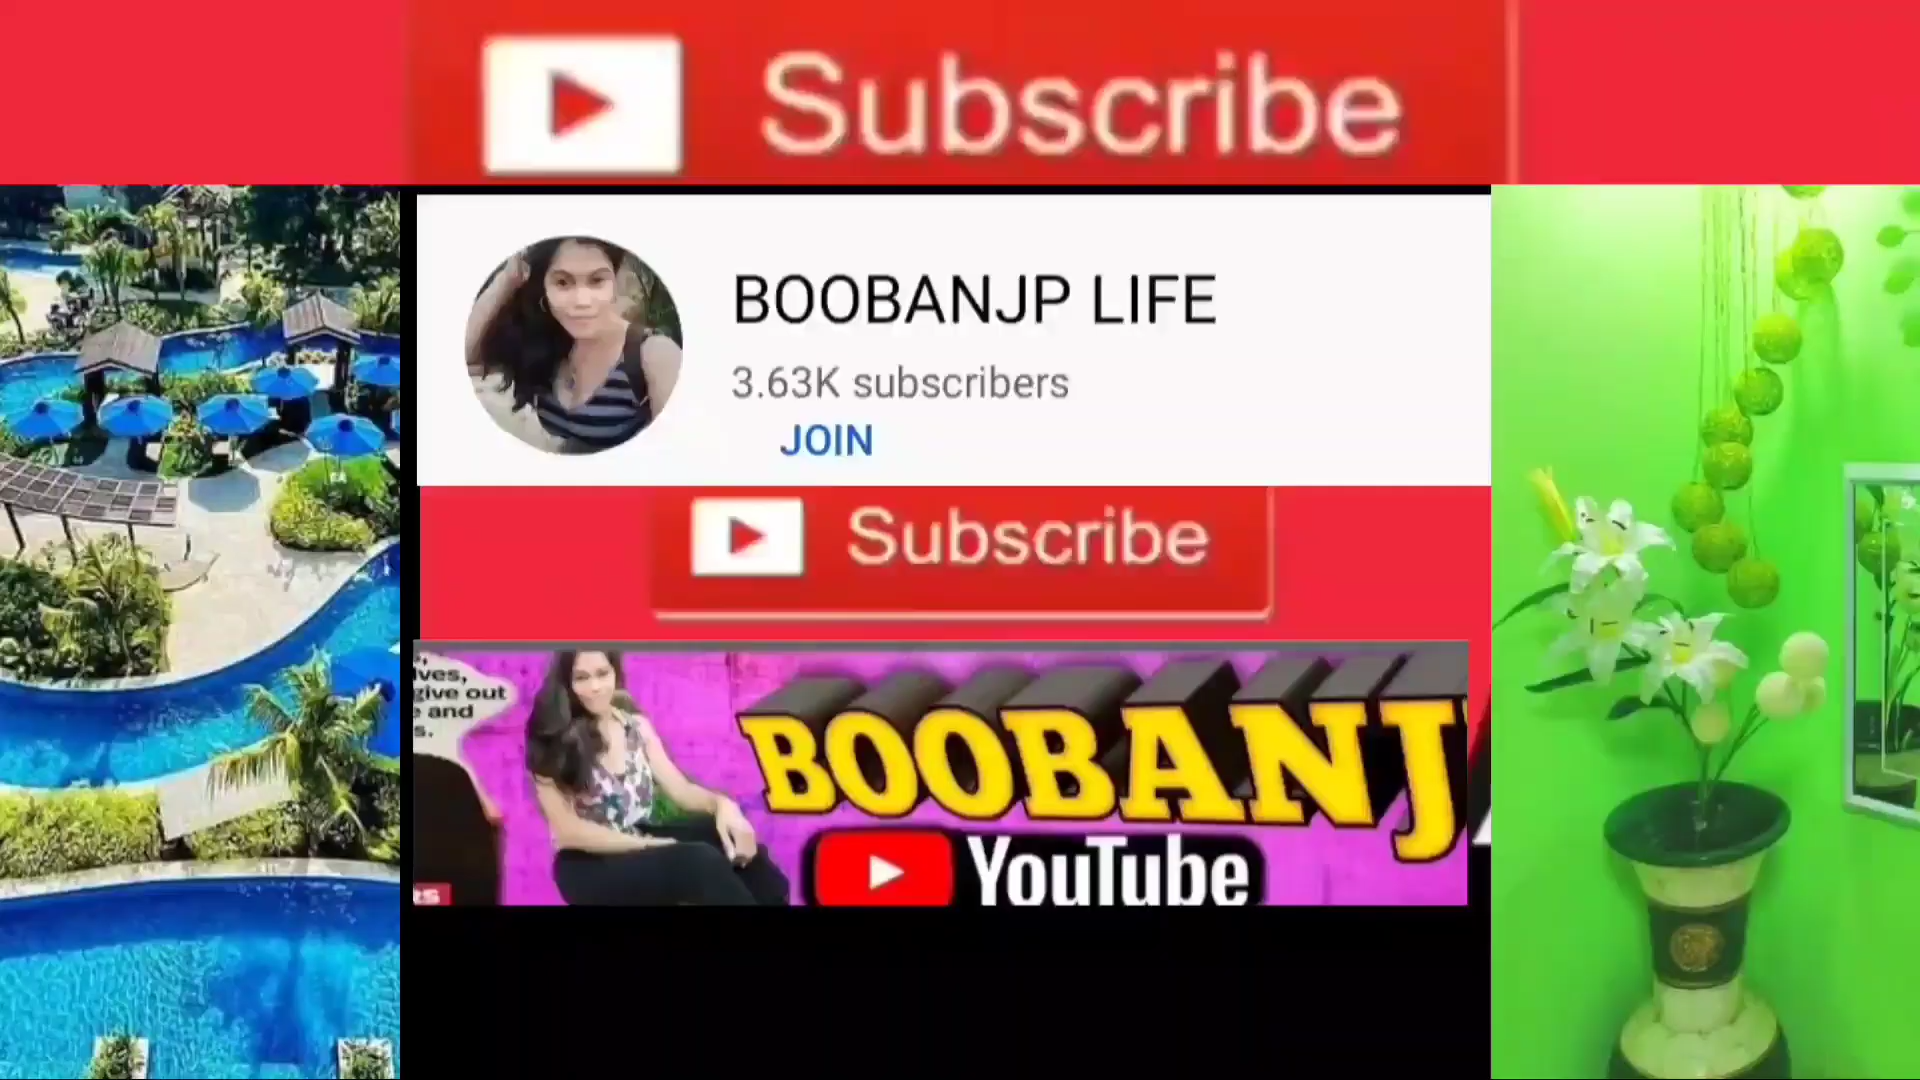 Subscribe
BOOBANJP LIFE
3.63K subscribers
JOIN
Subscribe
ives,
give out
and
s.
BOOBANJ
YouTube